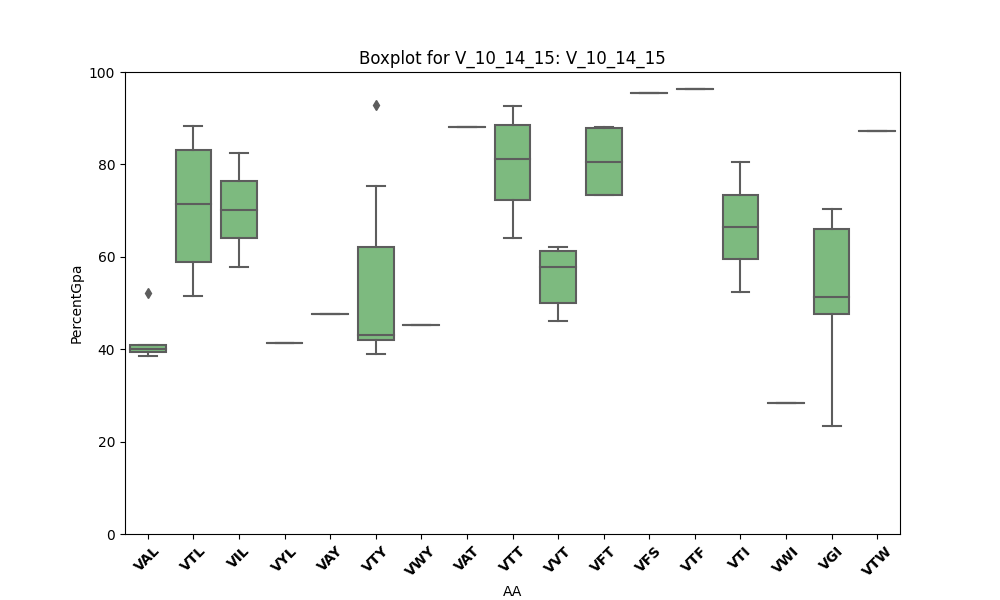 Boxplot for V_10_14_15: V_10_14_15
PercentGpa
100
80
60
40
20
0
VAL VTL VIL VYL VAY VTY VWY VAT VTT VVT VFT VFS VTF VTI VWI VGI VTW
AA